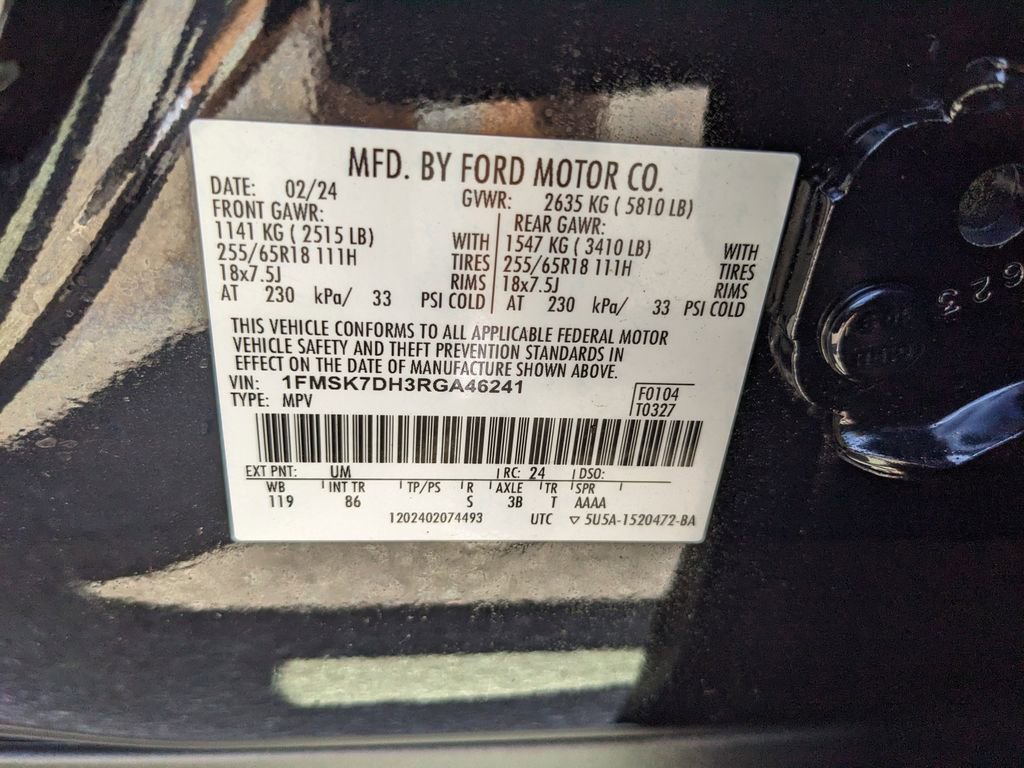 MFD. BY FORD MOTOR CO.
DATE: 02/24 GVWR: 2635 KG ( 5810 LB)
FRONT GAWR: REAR GAWR:
1141 KG ( 2515 LB) WITH 1547 KG ( 3410 LB) WITH
255/65R18 111H TIRES 255/65R18 111H TIRES
18x7.5J RIMS 18x7.5J RIMS
AT 230 kPa/ 33 PSI COLD AT 230 kPa/ 33 PSI COLD
THIS VEHICLE CONFORMS TO ALL APPLICABLE FEDERAL MOTOR
VEHICLE SAFETY AND THEFT PREVENTION STANDARDS IN
EFFECT ON THE DATE OF MANUFACTURE SHOWN ABOVE.
VIN: 1FMSK7DH3RGA46241
TYPE: MPV
F0104
T0327
EXT PNT: UM RC: 24 DSO:
WB INT TR TP/PS R AXLE TR SPR
119 86 S 3B T AAAA
1202402074493 UTC ▽ 5U5A-1520472-BA